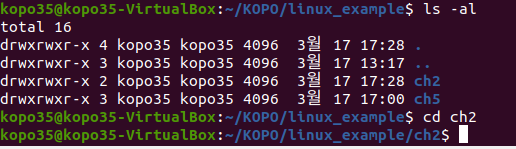 kopo35@kopo35-VirtualBox:~/KOPO/linux_example$ ls -al
total 16
drwxrwxr-x 4 kopo35 kopo35 4096  3월 17 17:28 .
drwxrwxr-x 3 kopo35 kopo35 4096  3월 17 13:17 ..
drwxrwxr-x 2 kopo35 kopo35 4096  3월 17 17:28 ch2
drwxrwxr-x 3 kopo35 kopo35 4096  3월 17 17:00 ch5
kopo35@kopo35-VirtualBox:~/KOPO/linux_example$ cd ch2
kopo35@kopo35-VirtualBox:~/KOPO/linux_example/ch2$